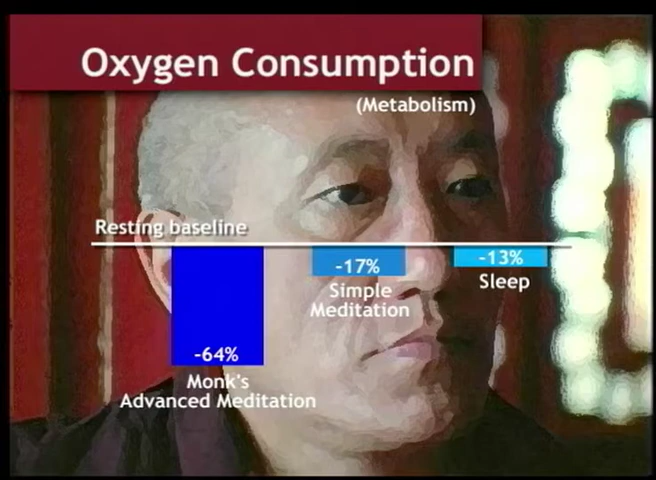 Oxygen Consumption
(Metabolism)
Resting baseline
-64%
Monk's
Advanced Meditation
-17%
Simple
Meditation
-13%
Sleep